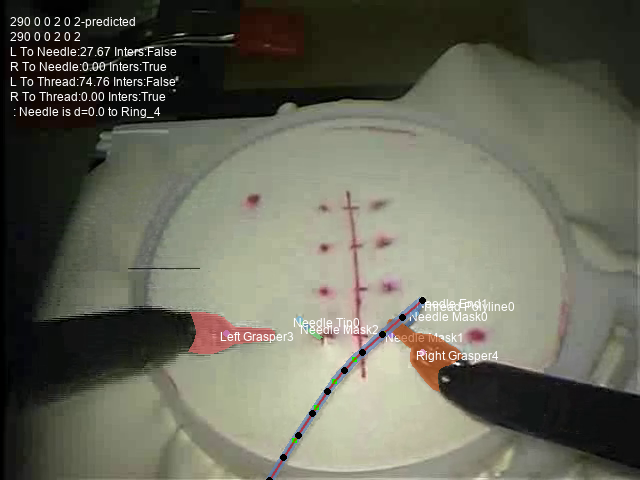 290 0 0 2 0 2-predicted
290 0 0 2 0 2
L To Needle:27.67 Inters:False
R To Needle:0.00 Inters:True
L To Thread:74.76 Inters:False
R To Thread:0.00 Inters:True
: Needle is d=0.0 to Ring_4
Needle End1
Thread Polyline0
Needle Mask0
Needle Tip0
Needle Mask2
Needle Mask1
Left Grasper3
Right Grasper4